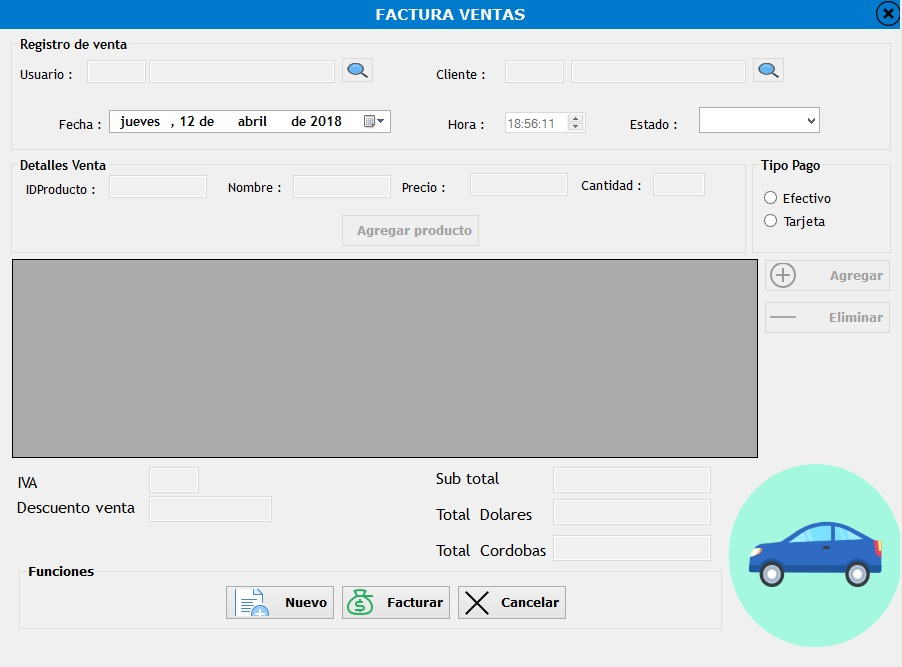 FACTURA VENTAS
Registro de venta
Usuario :
Cliente :
Fecha : jueves , 12 de abril de 2018
Hora : 18:56:11
Estado :
Detalles Venta
IDProducto :
Nombre :
Precio :
Cantidad :
Agregar producto
Tipo Pago
Efectivo
Tarjeta
Agregar
Eliminar
IVA
Descuento venta
Sub total
Total Dolares
Total Cordobas
Funciones
Nuevo
Facturar
Cancelar